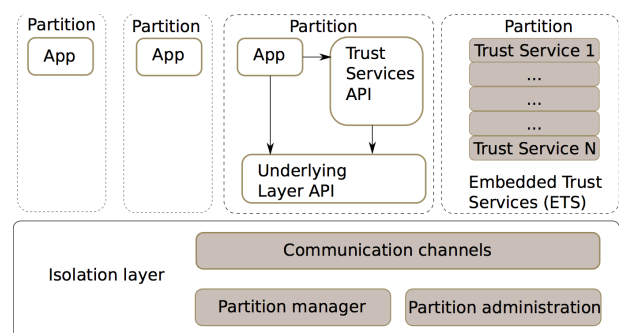 Partition
App
Partition
App
Partition
App
Trust
Services
API
Underlying
Layer API
Partition
Trust Service 1
...
...
...
Trust Service N
Embedded Trust
Services (ETS)
Isolation layer
Communication channels
Partition manager
Partition administration